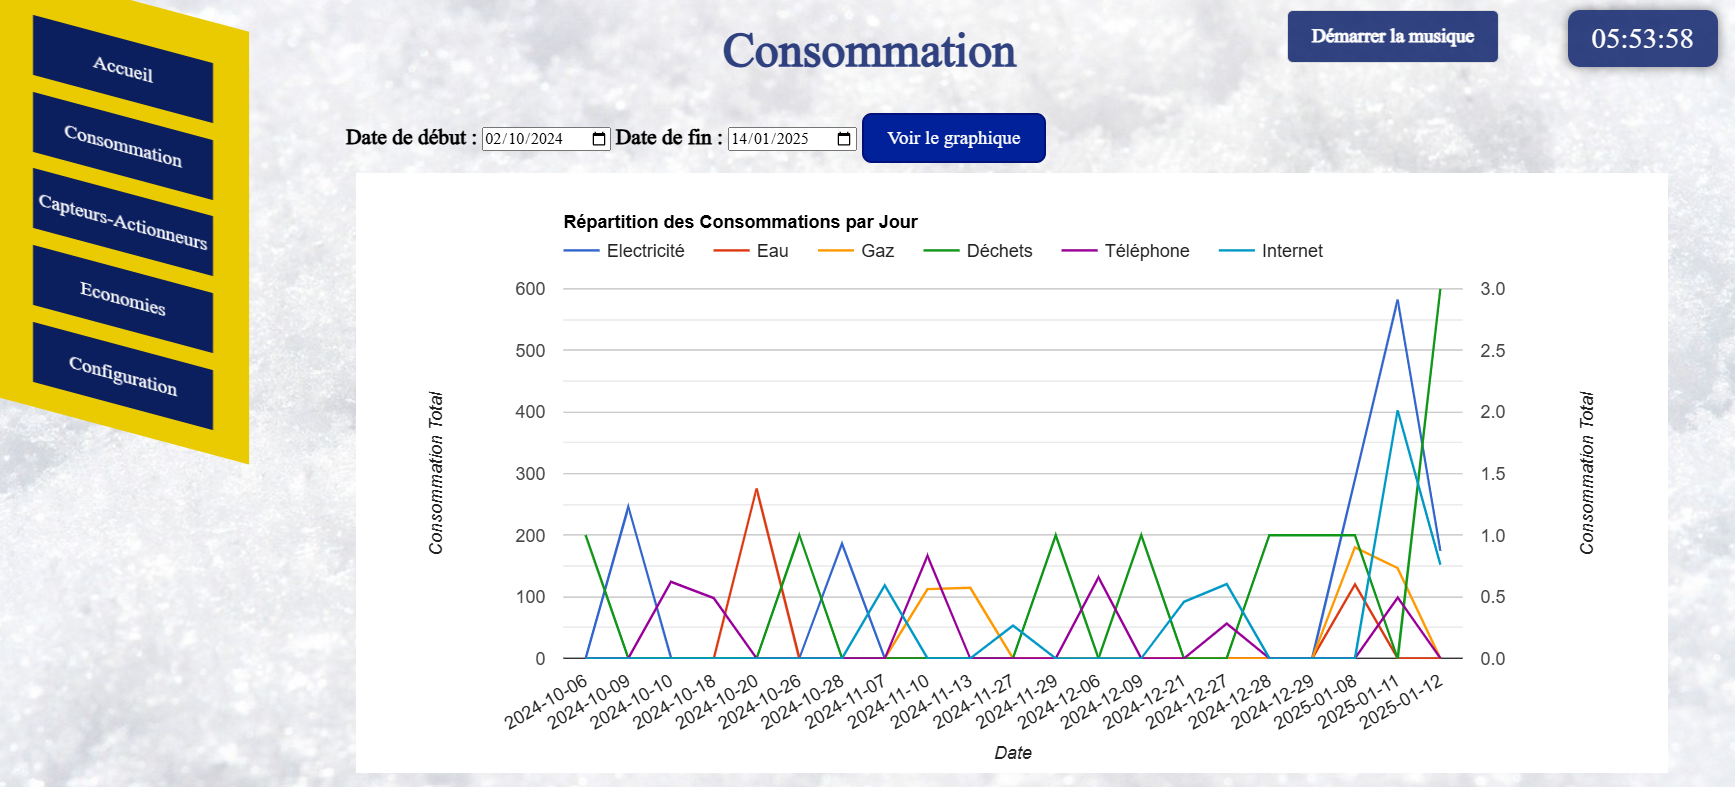 Accueil
Consommation
Capteurs-Actionneurs
Economies
Configuration
Consommation
Démarrer la musique
05:53:58
Date de début : 02/10/2024 Date de fin : 14/01/2025 Voir le graphique
Répartition des Consommations par Jour
Electricité Eau Gaz Déchets Téléphone Internet
600 3.0
500 2.5
400 2.0
300 1.5
200 1.0
100 0.5
0 0.0
Consommation Total
Consommation Total
2024-10-06 2024-10-09 2024-10-10 2024-10-18 2024-10-20 2024-10-26 2024-10-28 2024-11-07 2024-11-10 2024-11-13 2024-11-27 2024-11-29 2024-12-06 2024-12-09 2024-12-21 2024-12-27 2024-12-28 2024-12-29 2025-01-08 2025-01-11 2025-01-12
Date